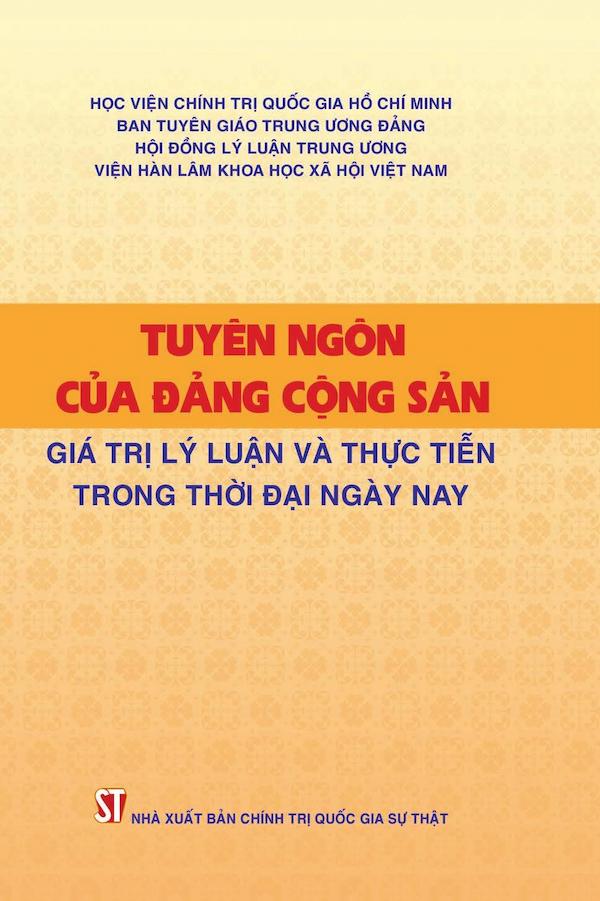 HỌC VIỆN CHÍNH TRỊ QUỐC GIA HỒ CHÍ MINH
BAN TUYÊN GIÁO TRUNG ƯƠNG ĐẢNG
HỘI ĐỒNG LÝ LUẬN TRUNG ƯƠNG
VIỆN HÀN LÂM KHOA HỌC XÃ HỘI VIỆT NAM
TUYÊN NGÔN
CỦA ĐẢNG CỘNG SẢN
GIÁ TRỊ LÝ LUẬN VÀ THỰC TIỄN
TRONG THỜI ĐẠI NGÀY NAY
ST NHÀ XUẤT BẢN CHÍNH TRỊ QUỐC GIA SỰ THẬT